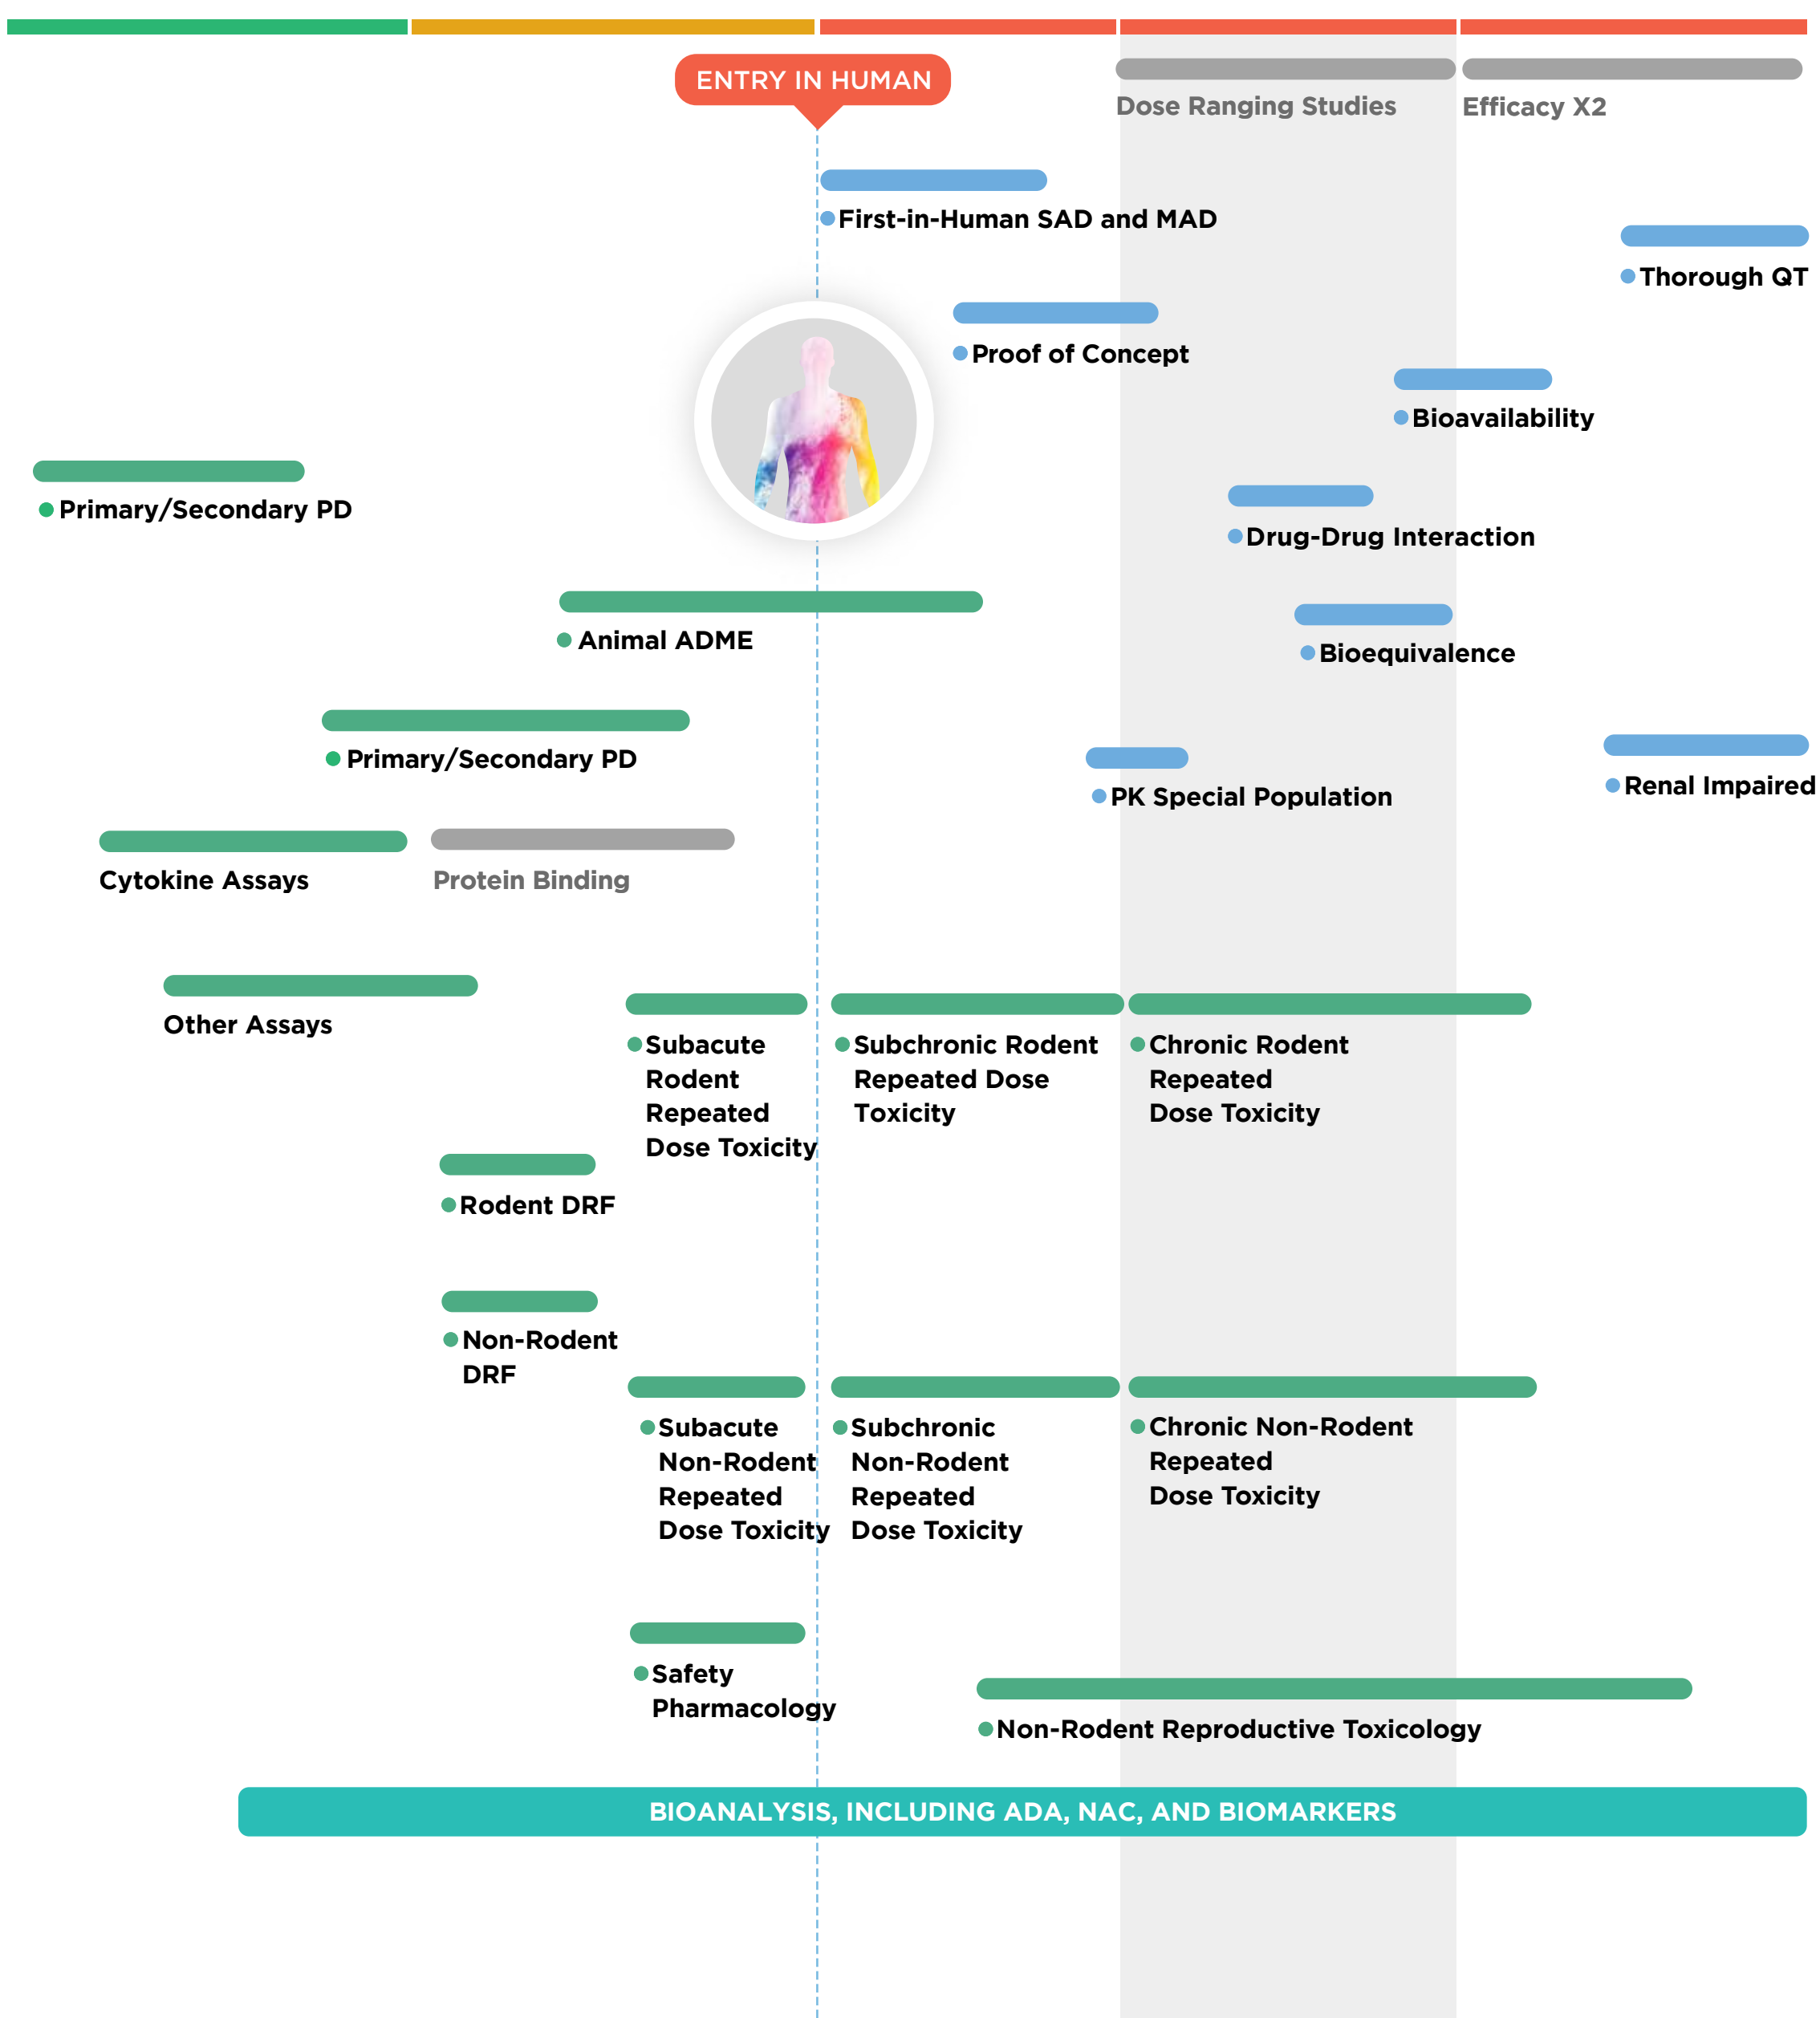 ENTRY IN HUMAN
Dose Ranging Studies
Efficacy X2
First-in-Human SAD and MAD
Thorough QT
Proof of Concept
Bioavailability
Primary/Secondary PD
Drug-Drug Interaction
Animal ADME
Bioequivalence
Primary/Secondary PD
PK Special Population
Renal Impaired
Cytokine Assays
Protein Binding
Other Assays
Subacute
Rodent
Repeated
Dose Toxicity
Subchronic Rodent
Repeated Dose
Toxicity
Chronic Rodent
Repeated
Dose Toxicity
Rodent DRF
Non-Rodent
DRF
Subacute
Non-Rodent
Repeated
Dose Toxicity
Subchronic
Non-Rodent
Repeated
Dose Toxicity
Chronic Non-Rodent
Repeated
Dose Toxicity
Safety
Pharmacology
Non-Rodent Reproductive Toxicology
BIOANALYSIS, INCLUDING ADA, NAC, AND BIOMARKERS